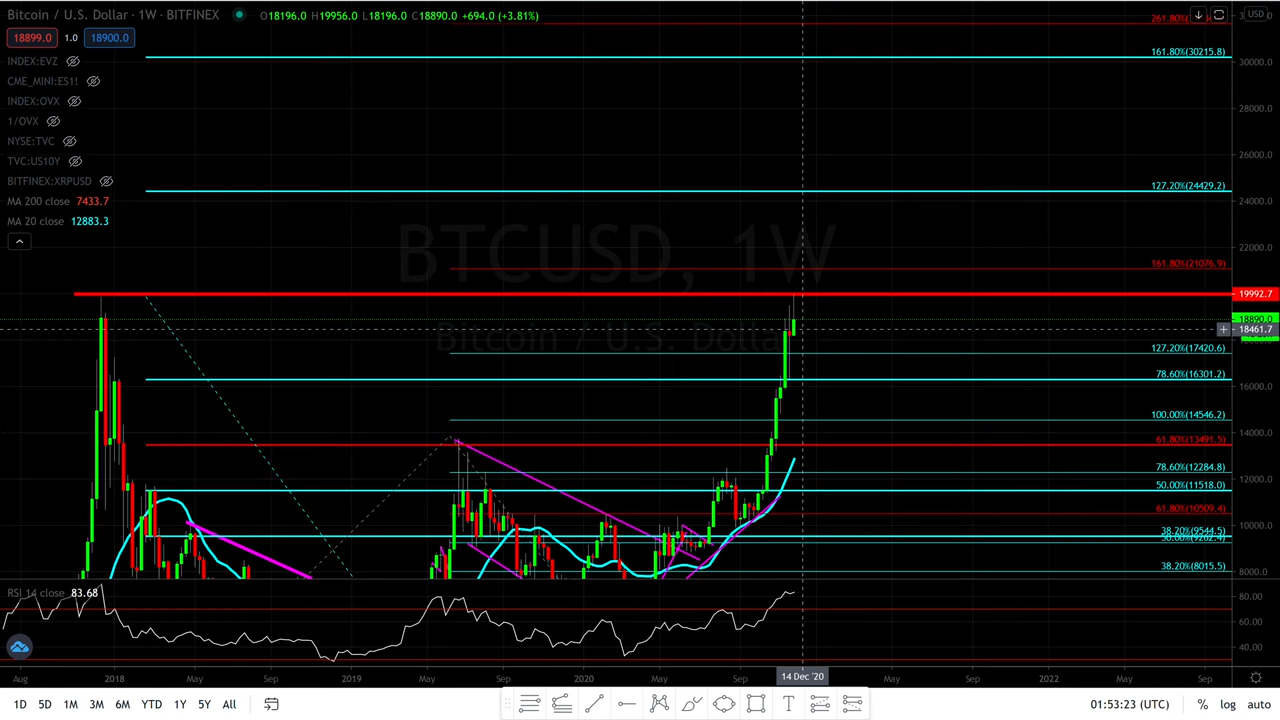 Bitcoin / U.S. Dollar · 1W · BITFINEX O18196.0 H19956.0 L18196.0 C18890.0 +694.0 (+3.81%)
USD
18899.0 1.0 18900.0
INDEX:EVZ
CME_MINI:ES1!
INDEX:OVX
1/OVX
NYSE:TVC
TVC:US10Y
BITFINEX:XRPUSD
MA 200 close 7433.7
MA 20 close 12883.3
161.80%(30215.8)
30000.0
28000.0
26000.0
127.20%(24429.2)
24000.0
22000.0
BTCUSD, 1W
161.80%(21076.9)
19992.7
Bitcoin / U.S. Dollar
18890.0
18461.7
127.20%(17420.6)
78.60%(16301.2)
16000.0
100.00%(14546.2)
14000.0
61.80%(13491.5)
78.60%(12284.8)
12000.0
50.00%(11518.0)
61.80%(10509.4)
10000.0
38.20%(9544.5)
38.20%(8015.5)
8000.0
RSI 14 close 83.68
80.00
60.00
40.00
Aug 2018 May Sep 2019 May Sep 2020 May Sep 14 Dec '20 May Sep 2022 May Sep
1D 5D 1M 3M 6M YTD 1Y 5Y All 01:53:23 (UTC) % log auto